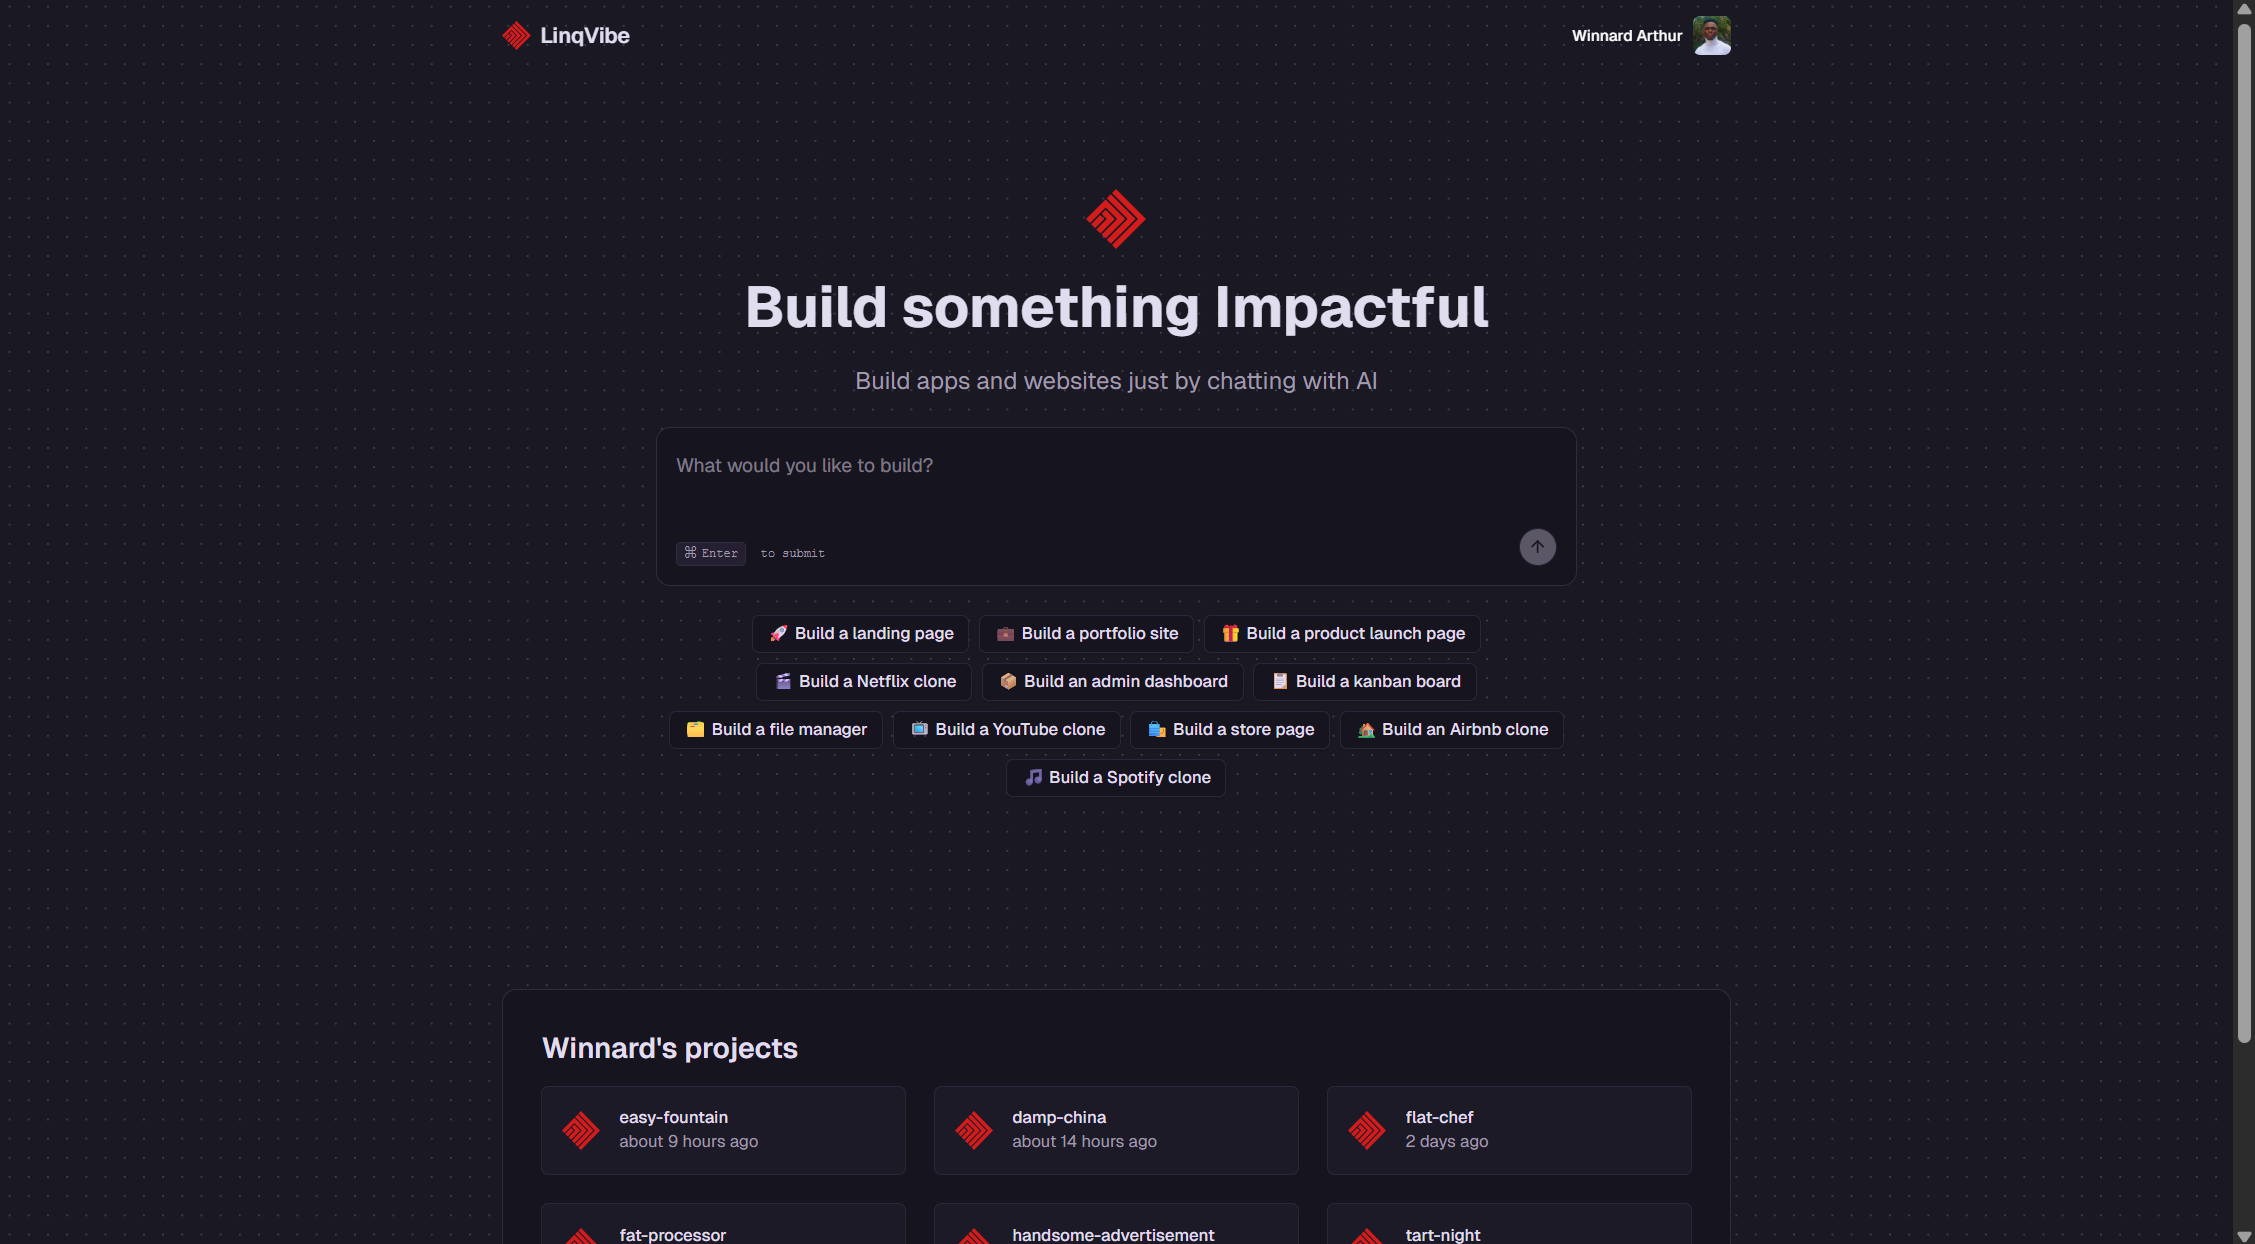 LinqVibe
Winnard Arthur
Build something Impactful
Build apps and websites just by chatting with AI
What would you like to build?
⌘ Enter to submit
🚀 Build a landing page
💼 Build a portfolio site
🎁 Build a product launch page
🎬 Build a Netflix clone
📦 Build an admin dashboard
📋 Build a kanban board
🗂️ Build a file manager
📺 Build a YouTube clone
🛍️ Build a store page
🏡 Build an Airbnb clone
🎵 Build a Spotify clone
Winnard's projects
easy-fountain
about 9 hours ago
damp-china
about 14 hours ago
flat-chef
2 days ago
fat-processor
handsome-advertisement
tart-night